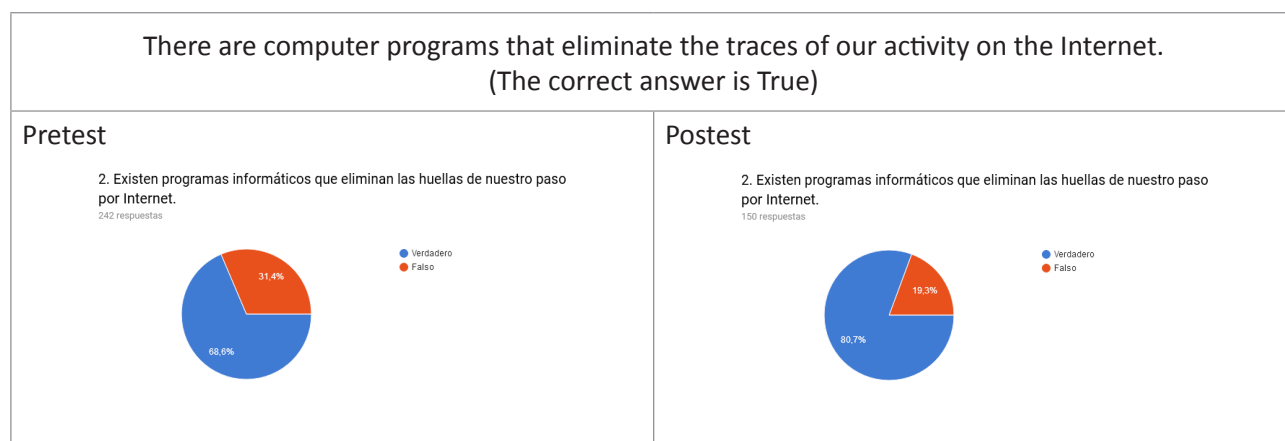 There are computer programs that eliminate the traces of our activity on the Internet.
(The correct answer is True)
Pretest
2. Existen programas informáticos que eliminan las huellas de nuestro paso
por Internet.
242 respuestas
Verdadero
Falso
31,4%
68,6%
Postest
2. Existen programas informáticos que eliminan las huellas de nuestro paso
por Internet.
150 respuestas
Verdadero
Falso
19,3%
80,7%